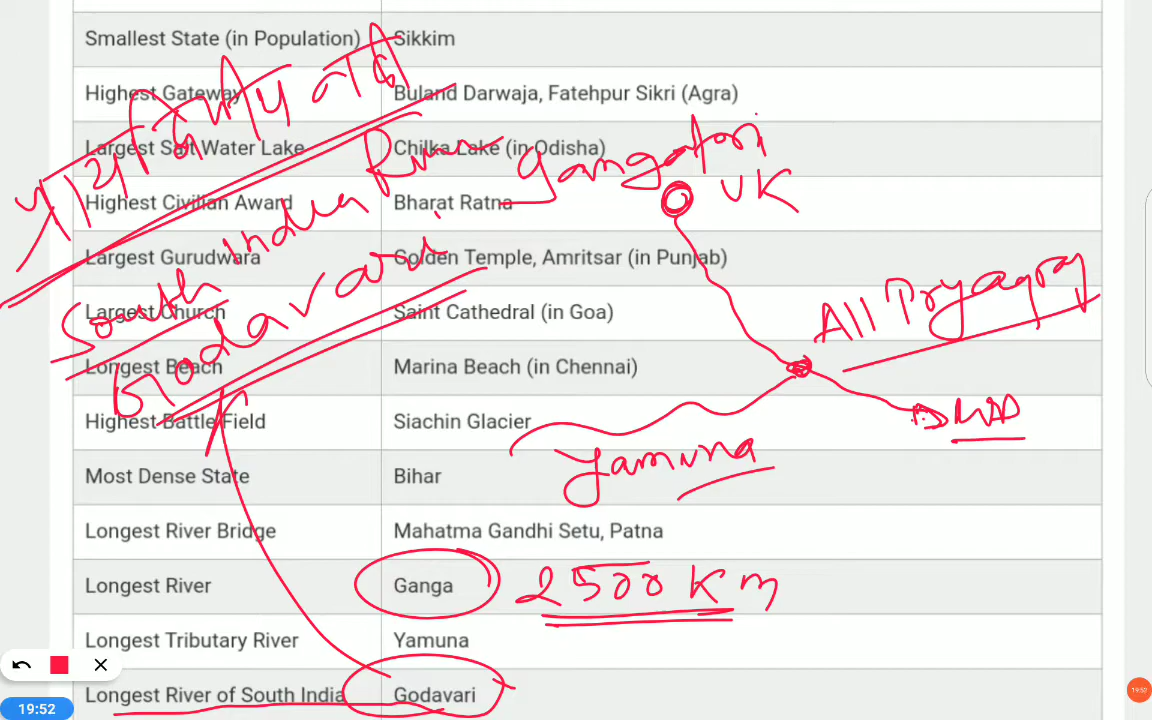 Smallest State (in Population) Sikkim
Highest Gateway Buland Darwaja, Fatehpur Sikri (Agra)
Largest Salt Water Lake Chilka Lake (in Odisha)
gangotori
UK
Highest Civilian Award Bharat Ratna
Largest Gurudwara Golden Temple, Amritsar (in Punjab)
South India River
Godavari
All Pryagraj
Largest Church Saint Cathedral (in Goa)
Longest Beach Marina Beach (in Chennai)
Highest Battle Field Siachin Glacier
Yamuna
Most Dense State Bihar
Longest River Bridge Mahatma Gandhi Setu, Patna
Longest River Ganga 2500 Km
Longest Tributary River Yamuna
Longest River of South India Godavari
19:52